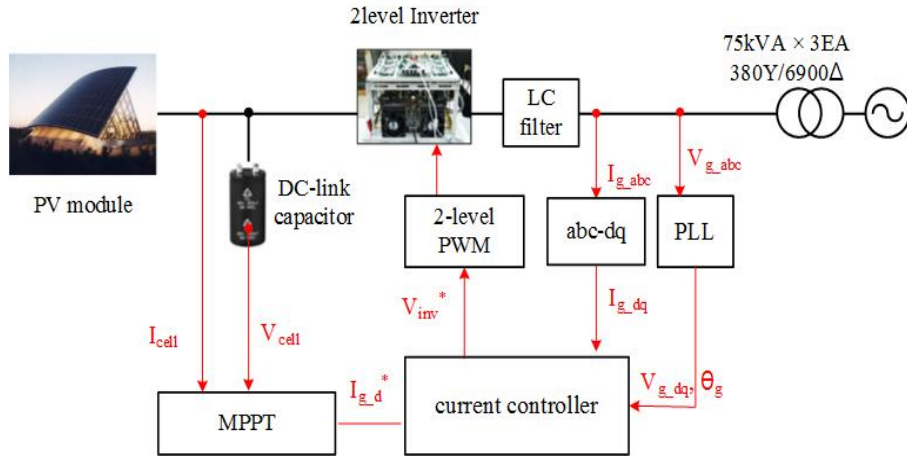 2level Inverter
75kVA × 3EA
380Y/6900Δ
LC
filter
PV module
DC-link
capacitor
I_g_abc
V_g_abc
2-level
PWM
abc-dq
PLL
V_inv*
I_g_dq
I_cell
V_cell
I_g_d*
V_g_dq, Θ_g
MPPT
current controller